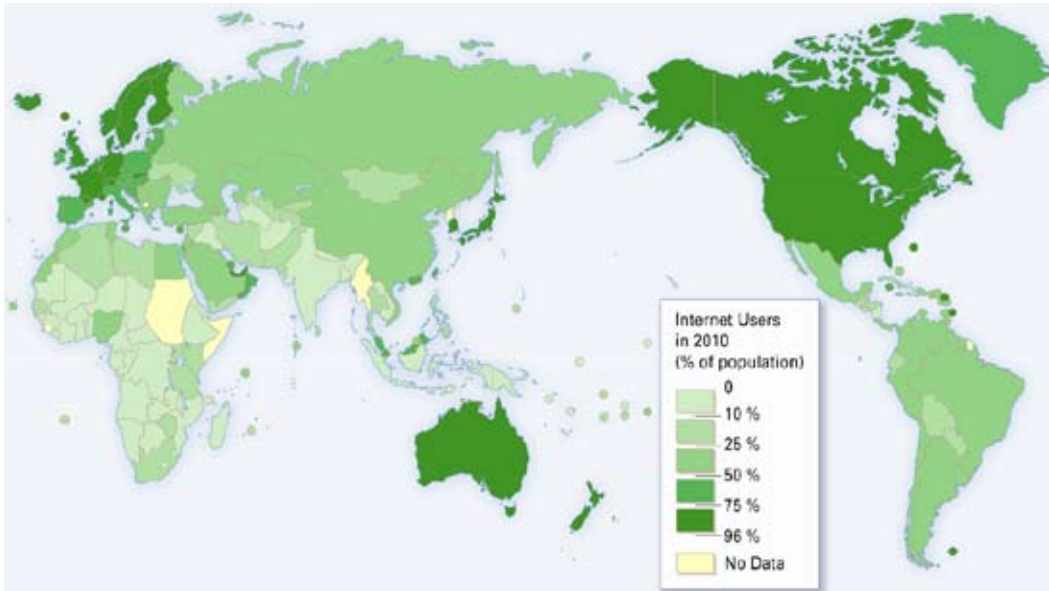 Internet Users
in 2010
(% of population)
0
10 %
25 %
50 %
75 %
96 %
No Data